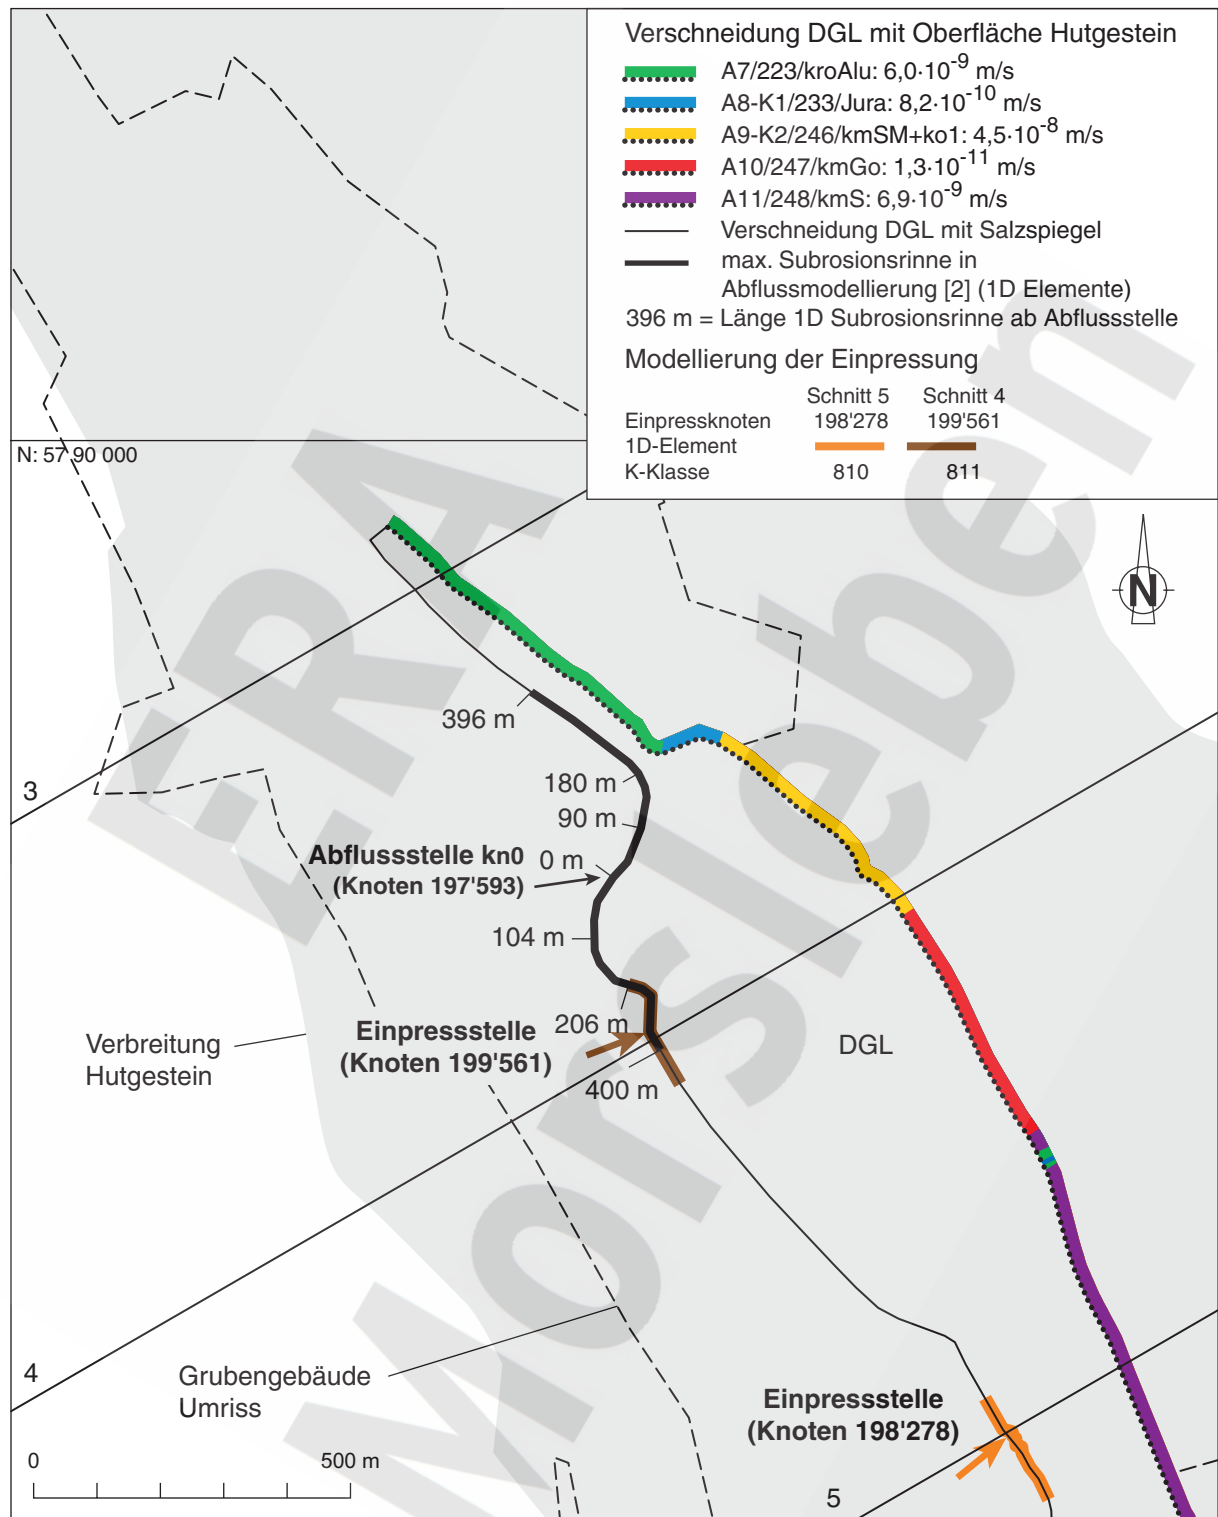 Verschneidung DGL mit Oberfläche Hutgestein
A7/223/kroAlu: 6,0·10⁻⁹ m/s
A8-K1/233/Jura: 8,2·10⁻¹⁰ m/s
A9-K2/246/kmSM+ko1: 4,5·10⁻⁸ m/s
A10/247/kmGo: 1,3·10⁻¹¹ m/s
A11/248/kmS: 6,9·10⁻⁹ m/s
Verschneidung DGL mit Salzspiegel
max. Subrosionsrinne in
Abflussmodellierung [2] (1D Elemente)
396 m = Länge 1D Subrosionsrinne ab Abflussstelle
Modellierung der Einpressung
Schnitt 5 Schnitt 4
Einpressknoten 198'278 199'561
1D-Element
K-Klasse 810 811
N: 57 90 000
N
396 m
3
180 m
90 m
Abflussstelle kn0 0 m
(Knoten 197'593)
104 m
206 m
Einpressstelle
(Knoten 199'561)
400 m
DGL
Verbreitung
Hutgestein
4
Grubengebäude
Umriss
Einpressstelle
(Knoten 198'278)
0 500 m
5
ERA
Morsleben